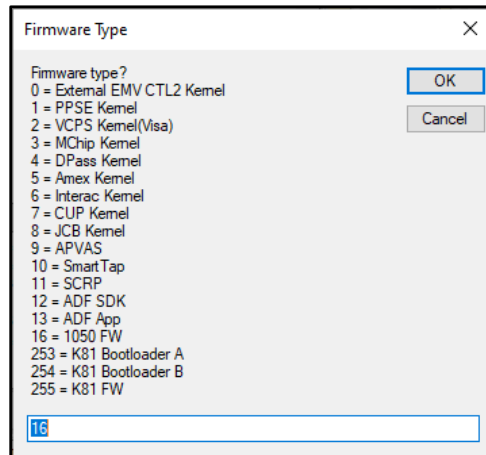 Firmware Type
Firmware type?
0 = External EMV CTL2 Kernel
1 = PPSE Kernel
2 = VCPS Kernel(Visa)
3 = MChip Kernel
4 = DPass Kernel
5 = Amex Kernel
6 = Interac Kernel
7 = CUP Kernel
8 = JCB Kernel
9 = APVAS
10 = SmartTap
11 = SCRP
12 = ADF SDK
13 = ADF App
16 = 1050 FW
253 = K81 Bootloader A
254 = K81 Bootloader B
255 = K81 FW
OK
Cancel
16